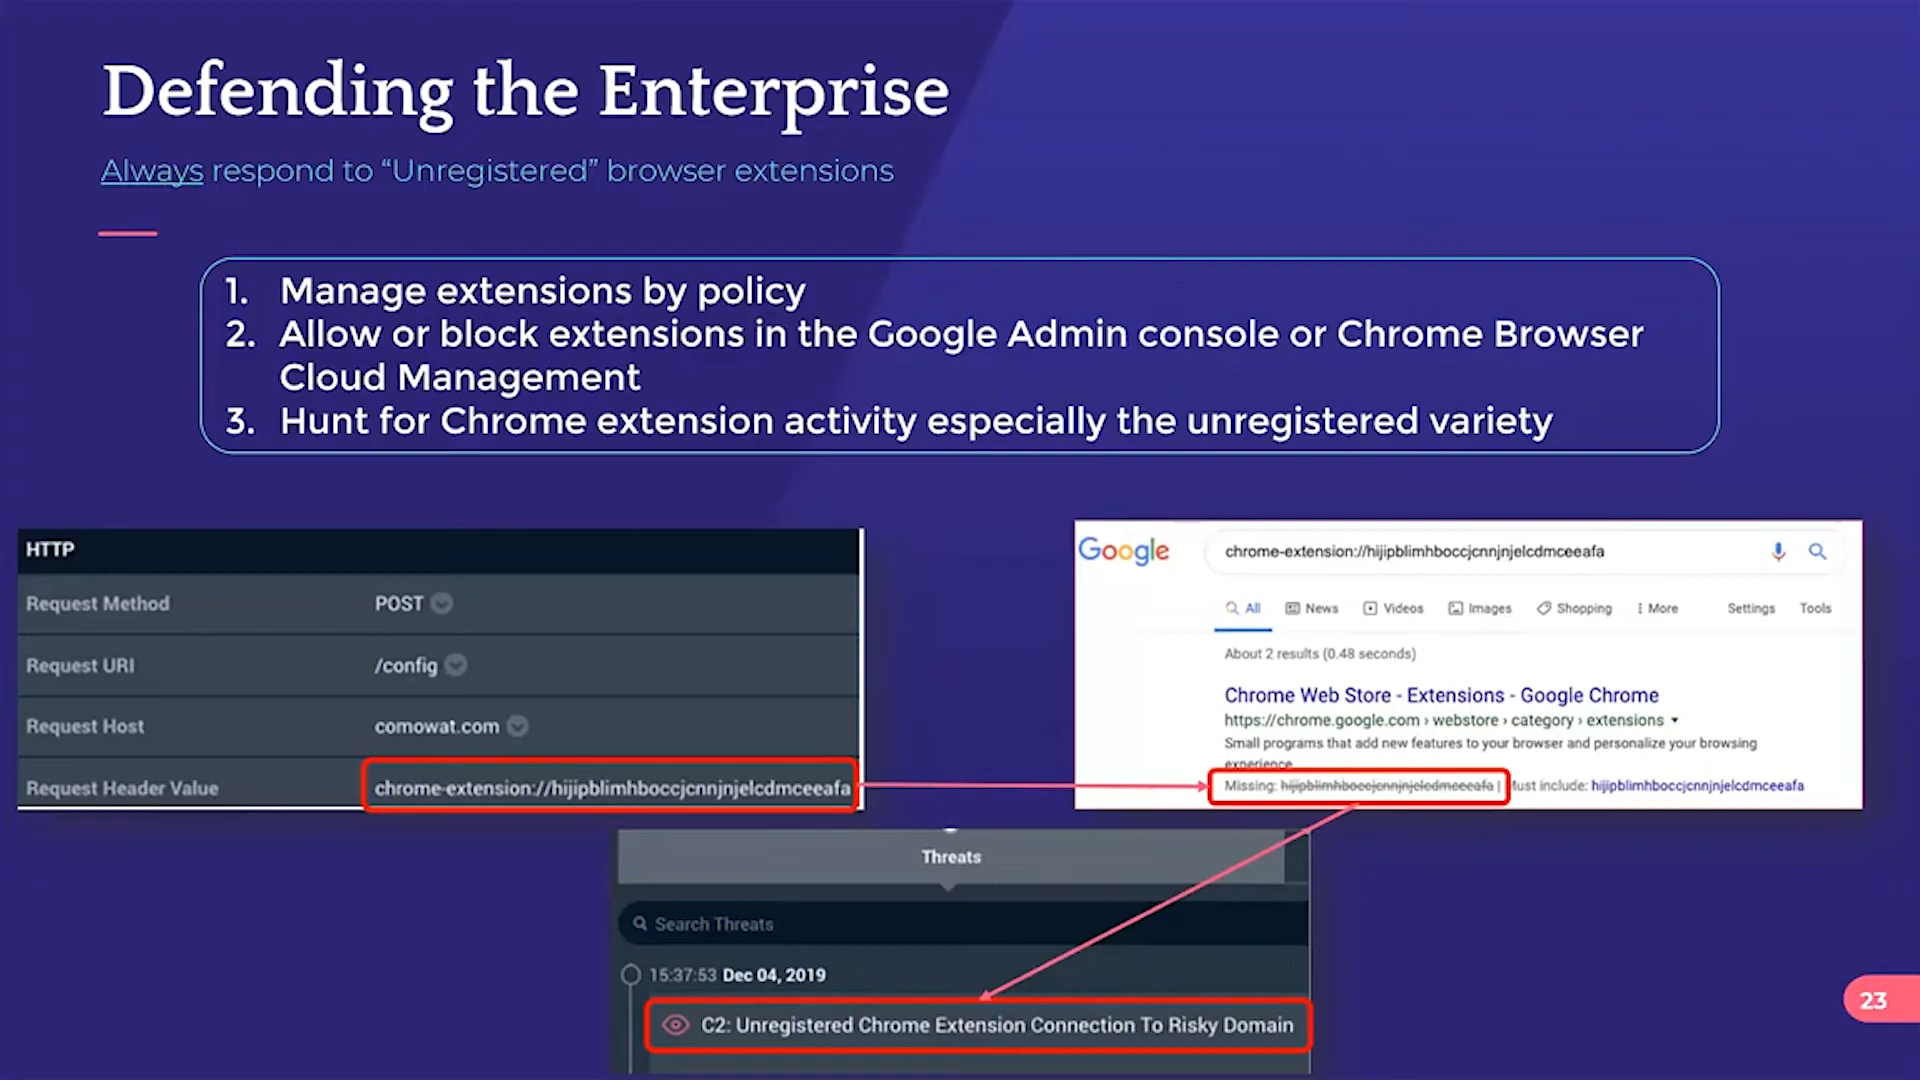 Defending the Enterprise
Always respond to “Unregistered” browser extensions
1. Manage extensions by policy
2. Allow or block extensions in the Google Admin console or Chrome Browser
Cloud Management
3. Hunt for Chrome extension activity especially the unregistered variety
HTTP
Request Method POST
Request URI /config
Request Host comowat.com
Request Header Value chrome-extension://hijipblimhboccjcnnjnjelcdmceeafa
Google chrome-extension://hijipblimhboccjcnnjnjelcdmceeafa
All News Videos Images Shopping More Settings Tools
About 2 results (0.48 seconds)
Chrome Web Store - Extensions - Google Chrome
https://chrome.google.com › webstore › category › extensions
Small programs that add new features to your browser and personalize your browsing
experience
Missing: hijipblimhboccjcnnjnjelcdmceeafa | Must include: hijipblimhboccjcnnjnjelcdmceeafa
Threats
Search Threats
15:37:53 Dec 04, 2019
C2: Unregistered Chrome Extension Connection To Risky Domain
23